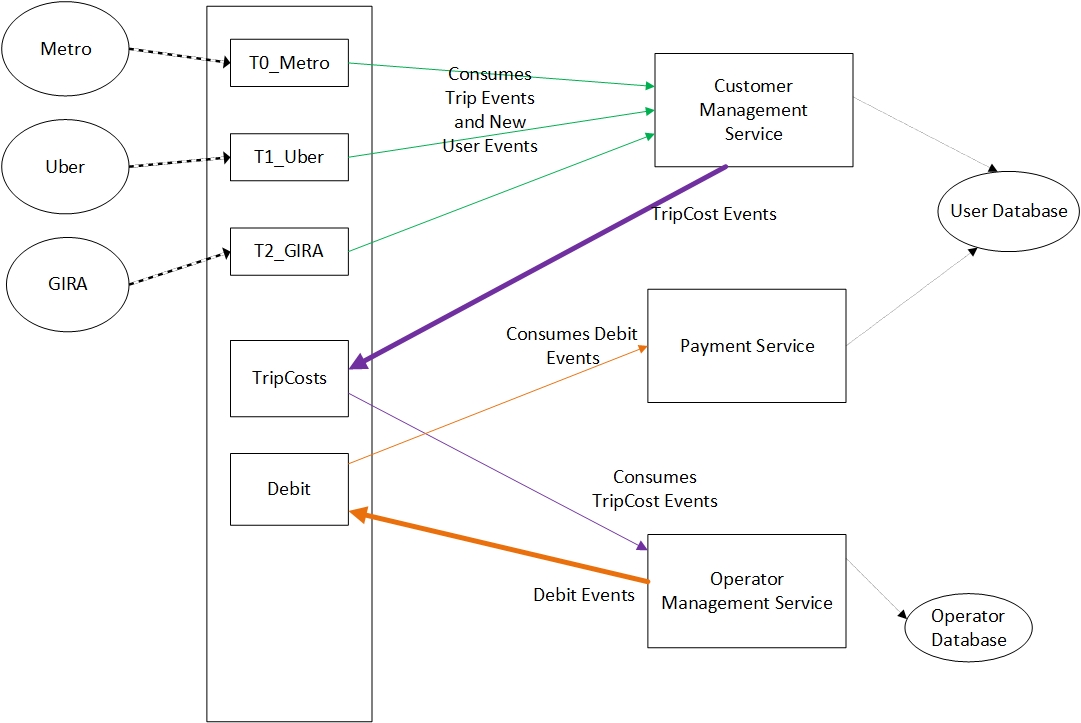 Metro
T0_Metro
Consumes
Trip Events
and New
User Events
Customer
Management
Service
Uber
T1_Uber
User Database
TripCost Events
GIRA
T2_GIRA
Consumes Debit
Events
Payment Service
TripCosts
Debit
Consumes
TripCost Events
Debit Events
Operator
Management Service
Operator
Database